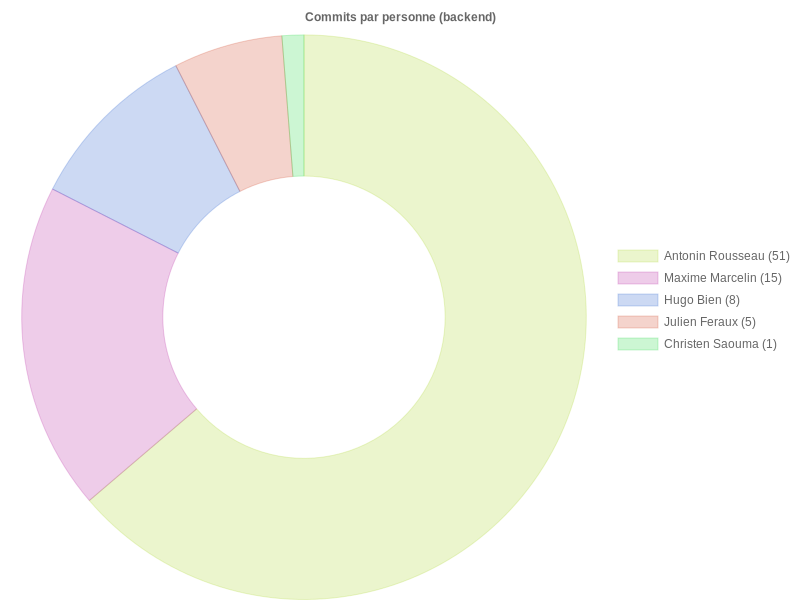 Commits par personne (backend)
Antonin Rousseau (51)
Maxime Marcelin (15)
Hugo Bien (8)
Julien Feraux (5)
Christen Saouma (1)